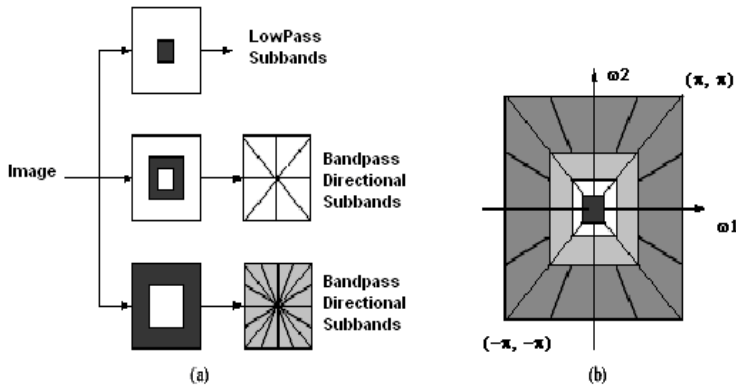 LowPass
Subbands
Image
Bandpass
Directional
Subbands
Bandpass
Directional
Subbands
(a)
ω2
(π, π)
ω1
(−π, −π)
(b)